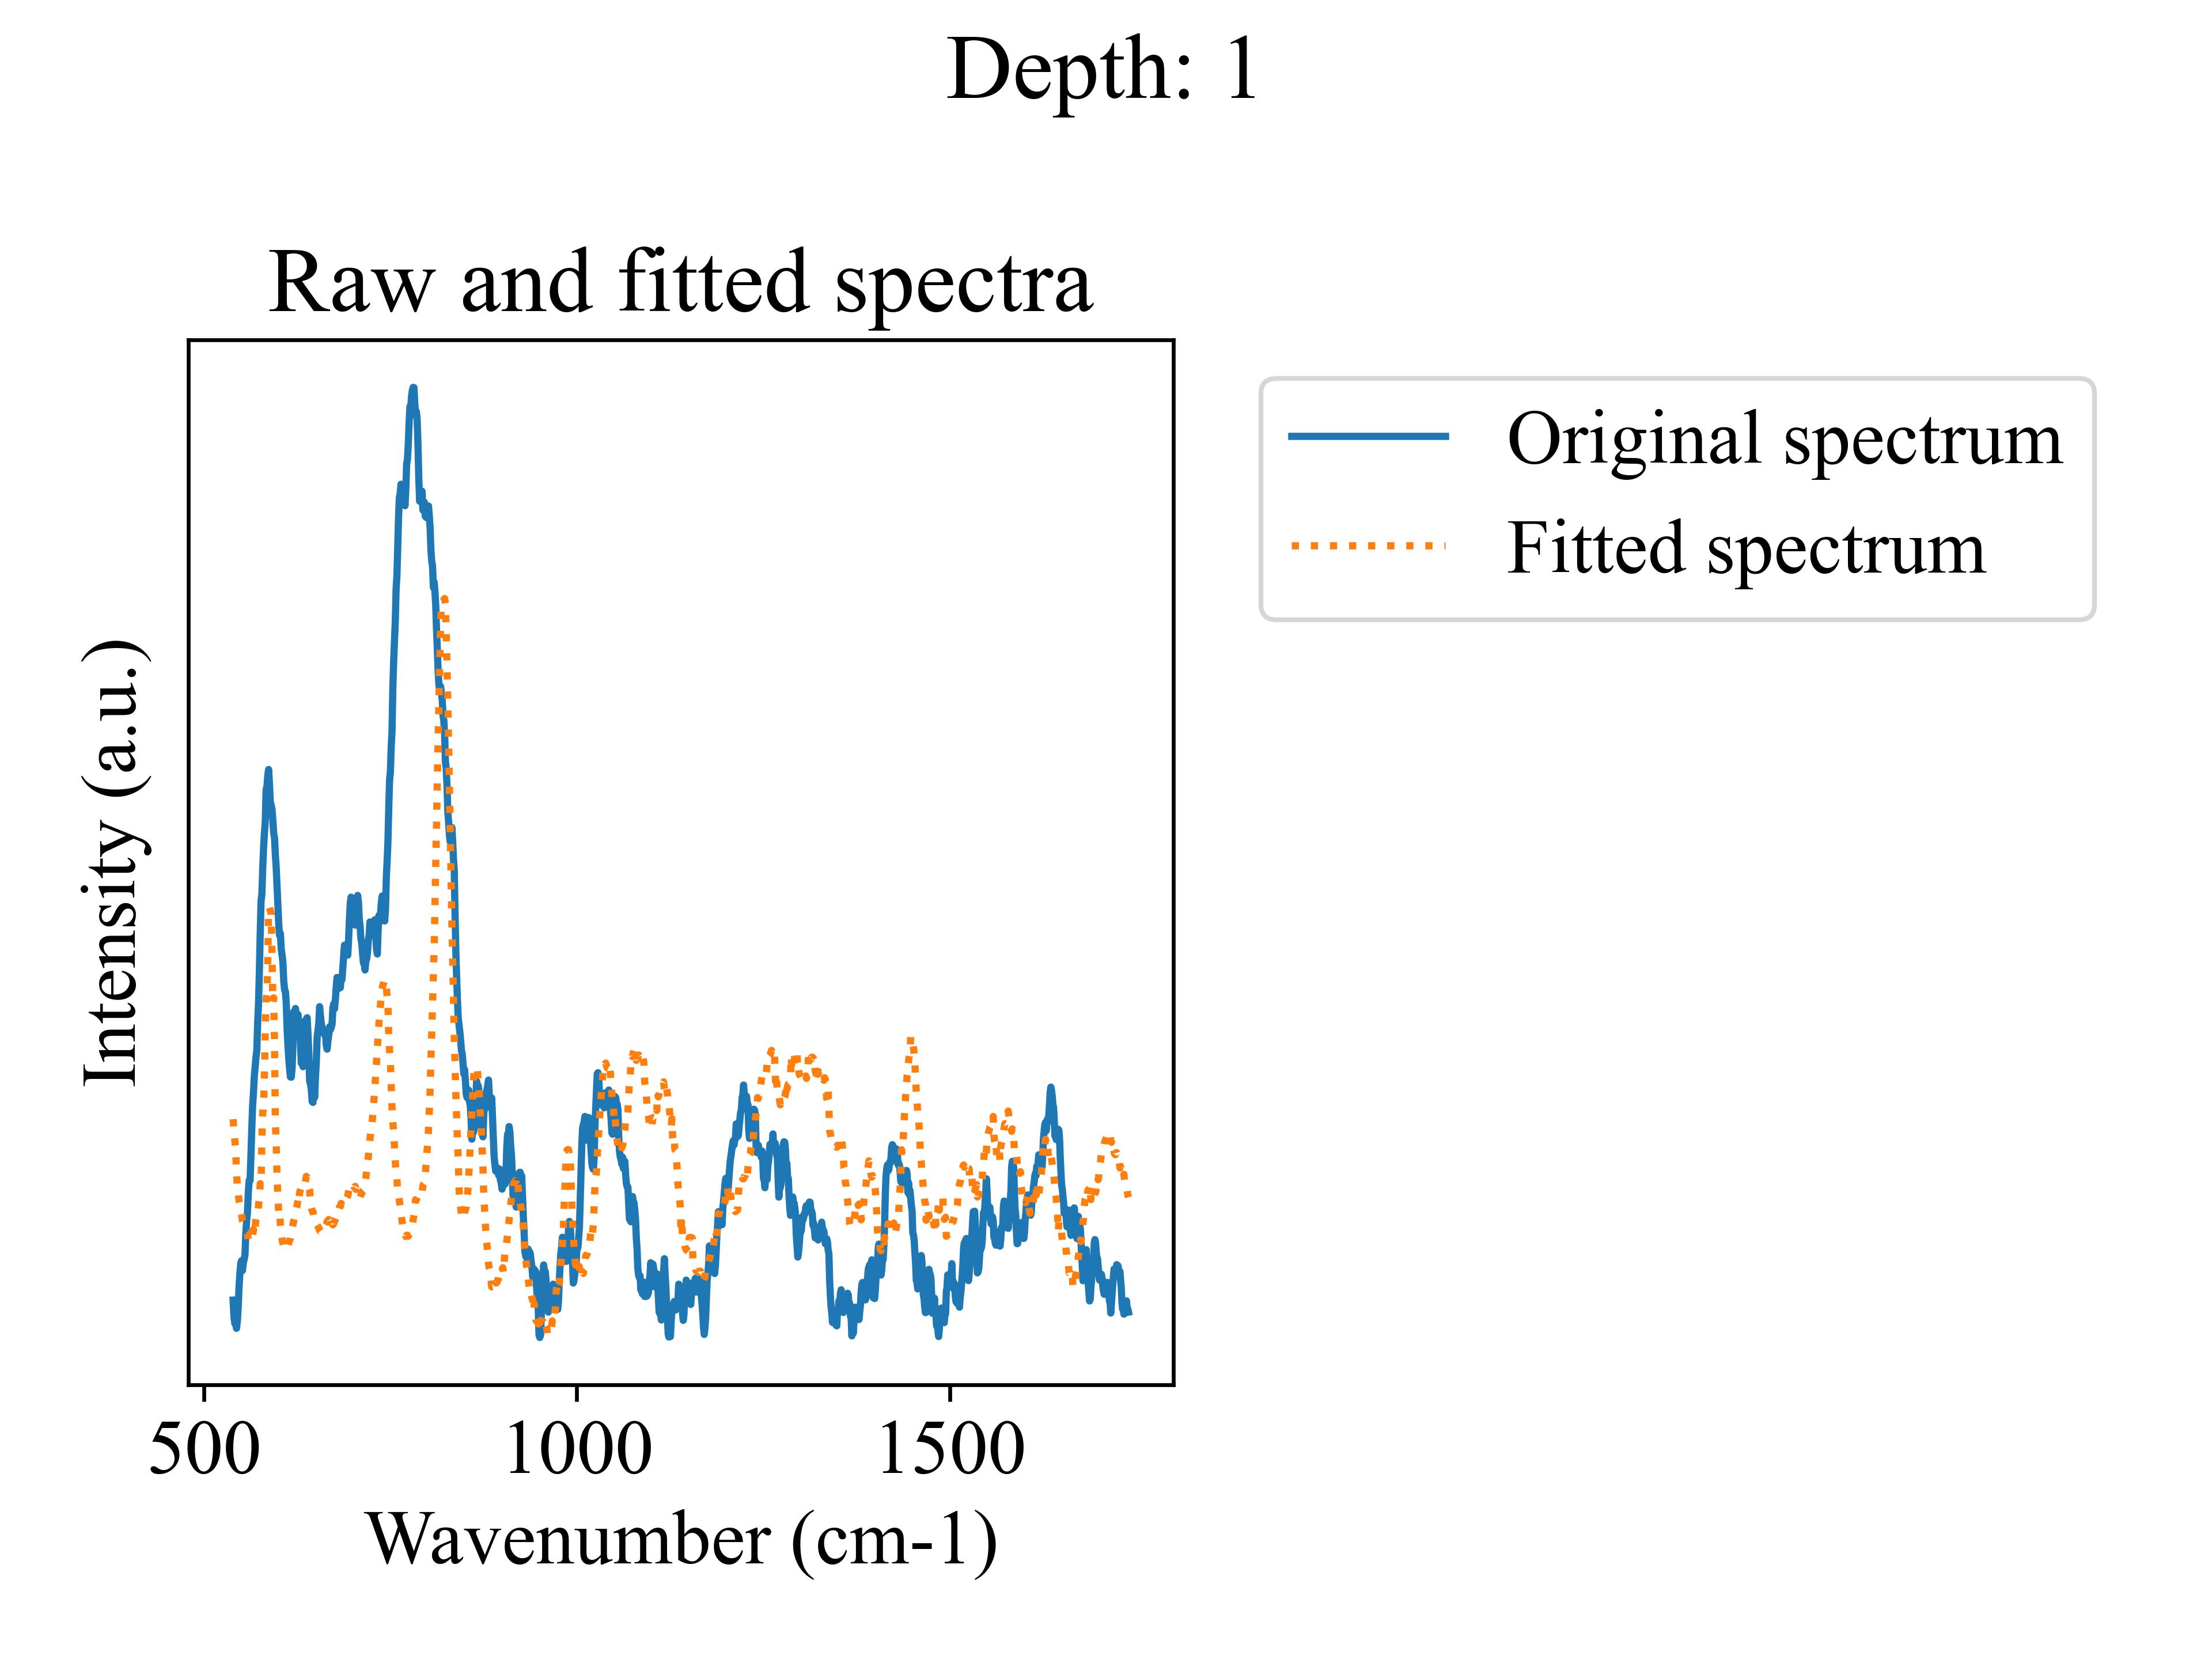 Depth: 1
Raw and fitted spectra
Original spectrum
Fitted spectrum
Intensity (a.u.)
500 1000 1500
Wavenumber (cm-1)